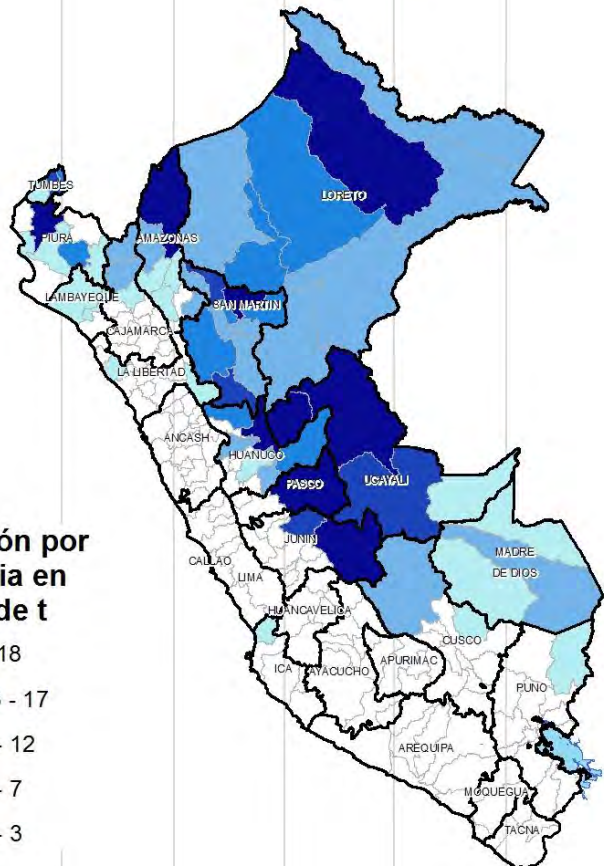 TUMBES
LORETO
PIURA
AMAZONAS
LAMBAYEQUE
SAN MARTIN
CAJAMARCA
LA LIBERTAD
ANCASH
HUANUCO
PASCO
UCAYALI
JUNIN
CALLAO
LIMA
MADRE
DE DIOS
HUANCAVELICA
CUSCO
ICA
AYACUCHO
APURIMAC
PUNO
AREQUIPA
MOQUEGUA
TACNA
ón por
ia en
de t
18
- 17
- 12
- 7
- 3